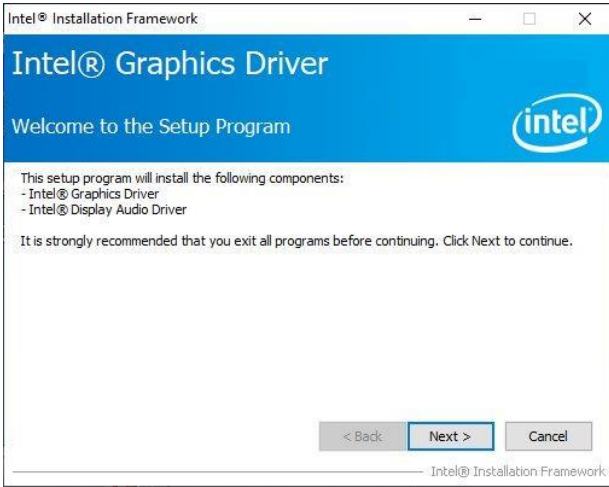 Intel® Installation Framework
Intel® Graphics Driver
Welcome to the Setup Program
intel
This setup program will install the following components:
- Intel® Graphics Driver
- Intel® Display Audio Driver
It is strongly recommended that you exit all programs before continuing. Click Next to continue.
< Back Next > Cancel
Intel® Installation Framework